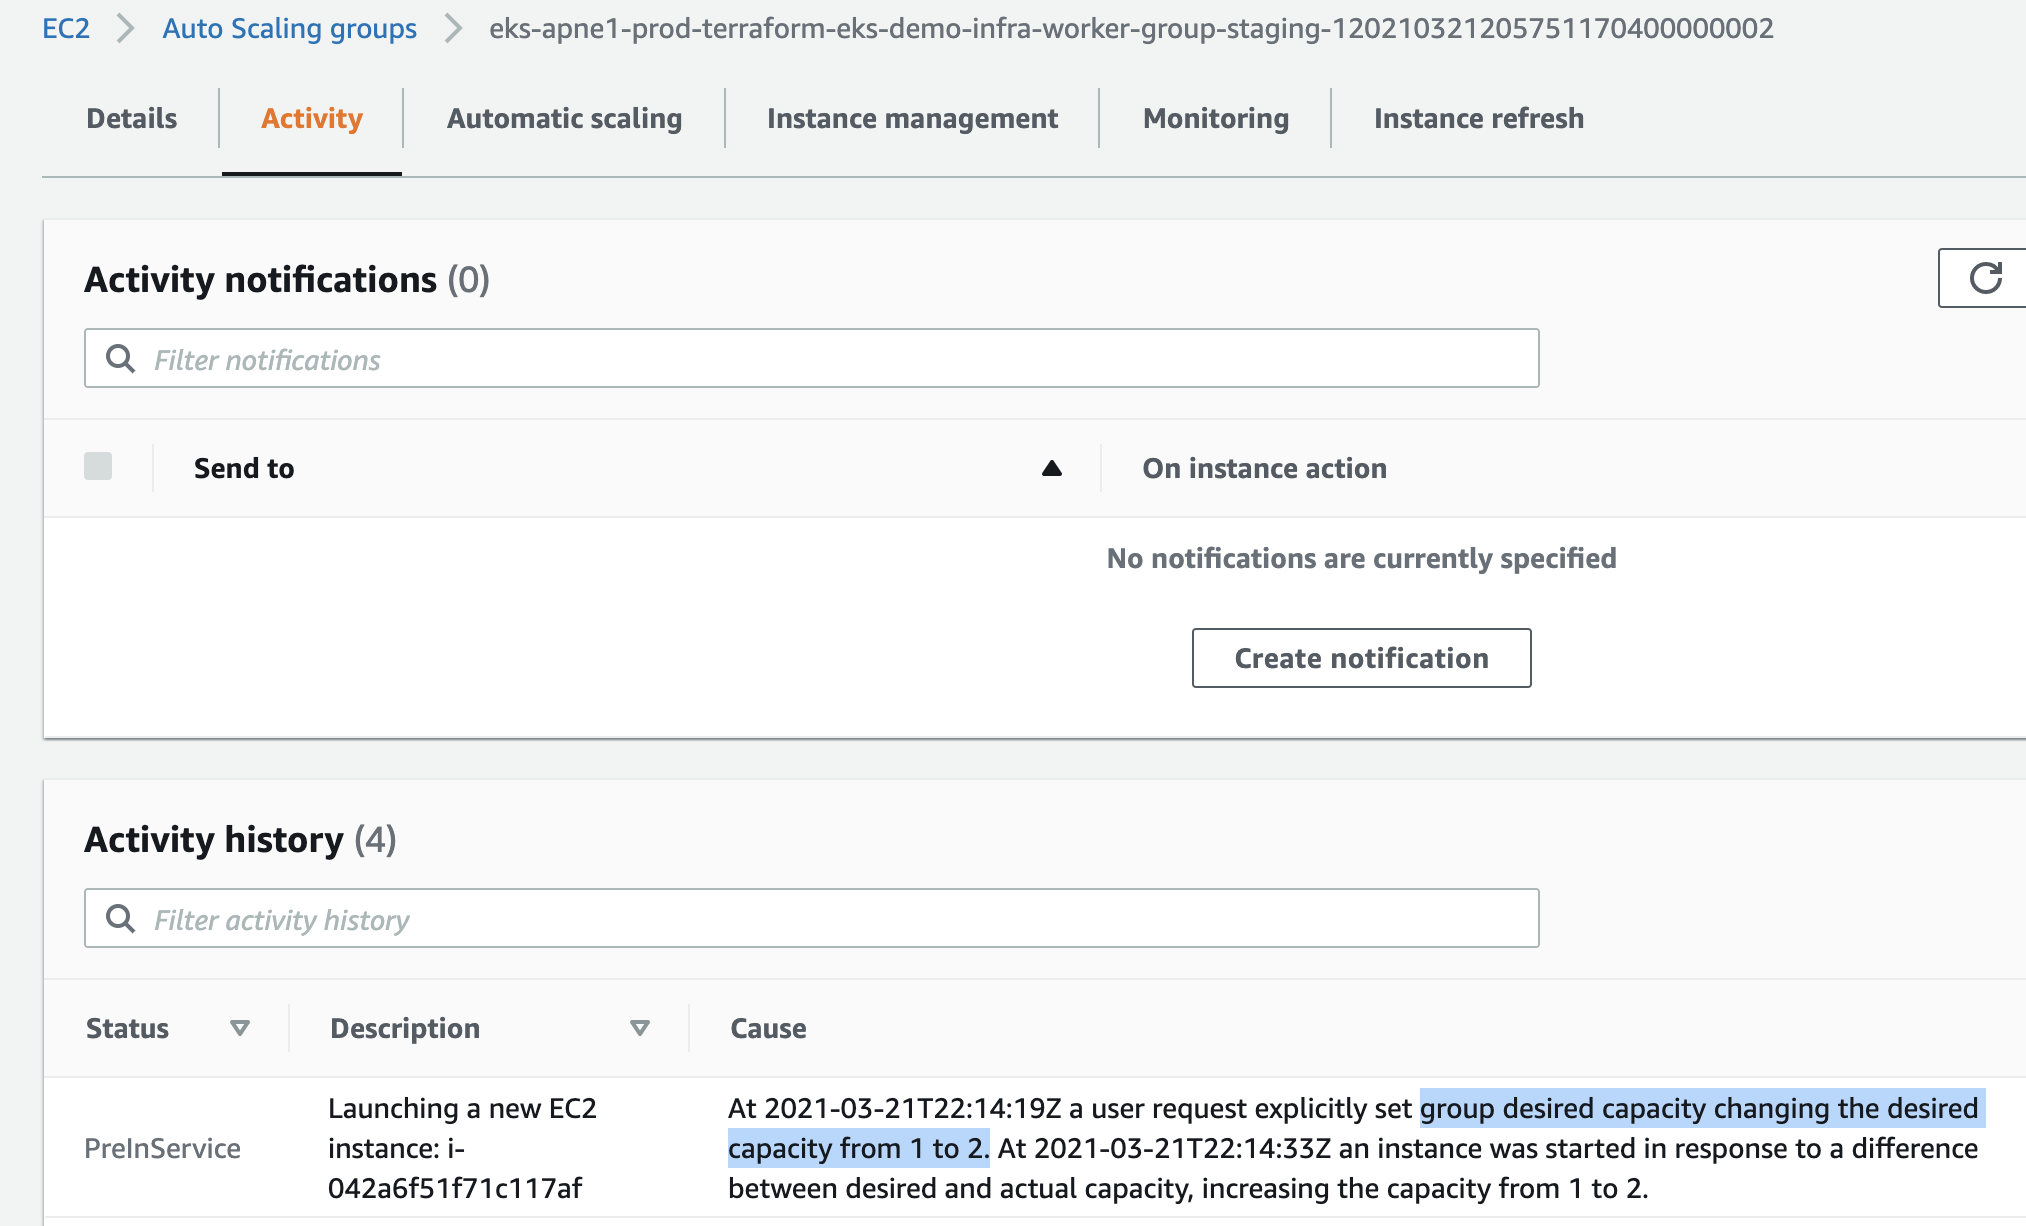 EC2 Auto Scaling groups eks-apne1-prod-terraform-eks-demo-infra-worker-group-staging-120210321205751170400000002
Details Activity Automatic scaling Instance management Monitoring Instance refresh
Activity notifications (0)
Filter notifications
Send to On instance action
No notifications are currently specified
Create notification
Activity history (4)
Filter activity history
Status Description Cause
PreInService
Launching a new EC2
instance: i-
042a6f51f71c117af
At 2021-03-21T22:14:19Z a user request explicitly set group desired capacity changing the desired
capacity from 1 to 2. At 2021-03-21T22:14:33Z an instance was started in response to a difference
between desired and actual capacity, increasing the capacity from 1 to 2.